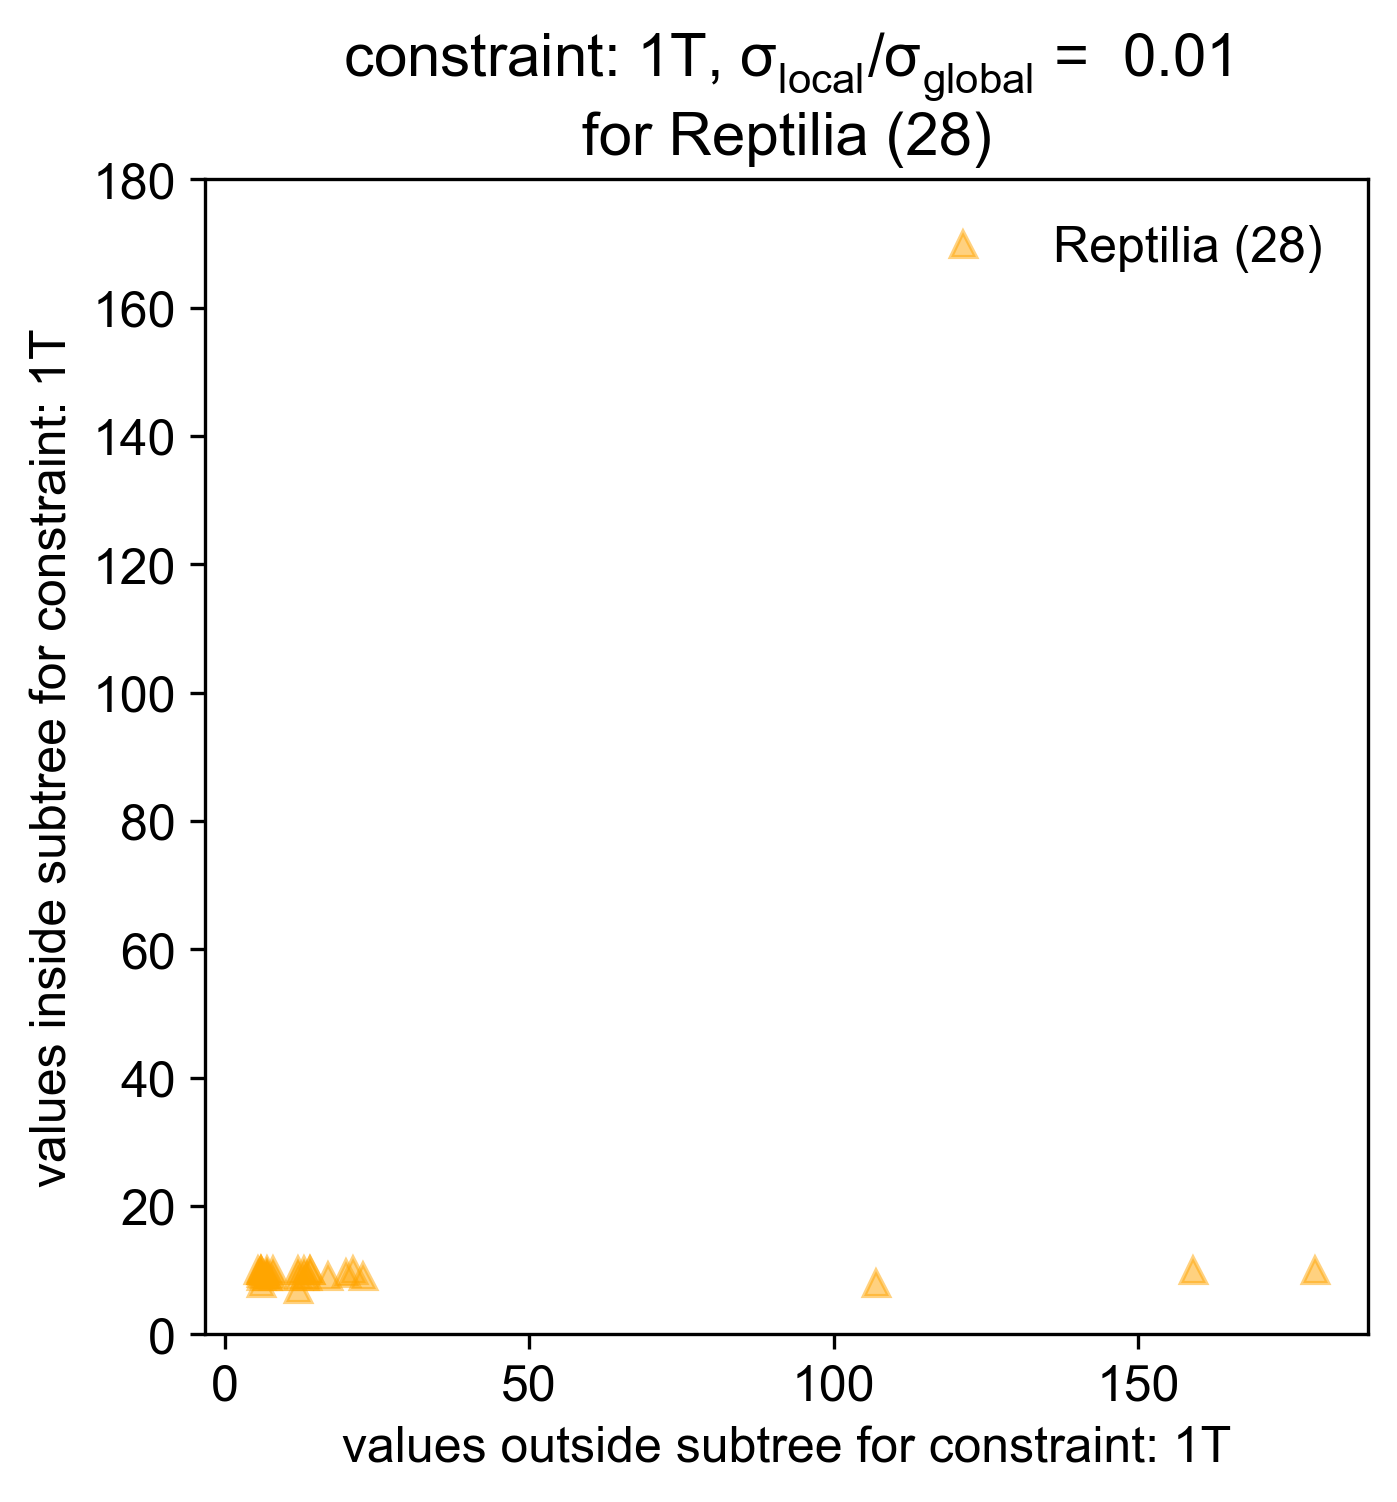 constraint: 1T, σlocal/σglobal = 0.01
for Reptilia (28)
180
160
140
120
100
80
60
40
20
0
values inside subtree for constraint: 1T
Reptilia (28)
0 50 100 150
values outside subtree for constraint: 1T